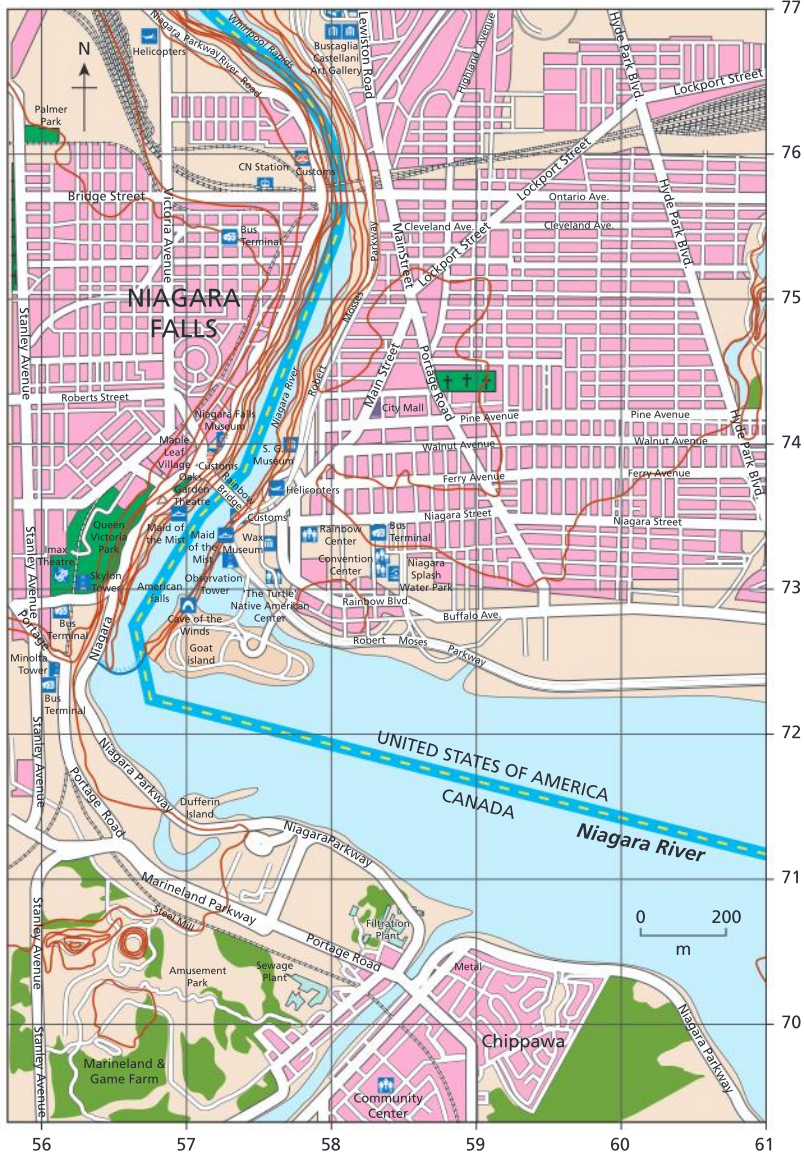 77
Whirlpool Rapids
Niagara Parkway River Road
Helicopters
Buscaglia
Castellani
Art Gallery
Lewiston Road
Highland Avenue
Hyde Park Blvd.
Lockport Street
N
Palmer
Park
76
CN Station
Customs
Lockport Street
Bridge Street
Victoria Avenue
Ontario Ave.
Cleveland Ave.
Cleveland Ave.
Hyde Park Blvd.
Bus
Terminal
Parkway
Main Street
Lockport Street
75
NIAGARA
FALLS
Stanley Avenue
Mosses
Robert
Niagara River
Main Street
Portage Road
Roberts Street
City Mall
Pine Avenue
Pine Avenue
Hyde Park Blvd.
Niagara Falls
Museum
74
Maple
Leaf
Village
Customs
S. G.
Museum
Walnut Avenue
Walnut Avenue
Oaks
Garden
Theatre
Rainbow
Bridge
Helicopters
Ferry Avenue
Ferry Avenue
Queen
Victoria
Park
Maid of
the Mist
Maid
of the
Mist
Customs
Wax
Museum
Rainbow
Center
Bus
Terminal
Niagara Street
Niagara Street
Stanley Avenue
Imax
Theatre
Skylon
Tower
Convention
Center
Niagara
Splash
Water Park
73
American
falls
Observation
Tower
'The Turtle'
Native American
Center
Rainbow Blvd.
Buffalo Ave.
Bus
Terminal
Cave of the
Winds
Portage
Niagara
Goat
island
Robert Moses Parkway
Minolta
Tower
Bus
Terminal
72
Stanley Avenue
UNITED STATES OF AMERICA
CANADA
Niagara River
Niagara Parkway
Portage Road
Dufferin
Island
NiagaraParkway
71
Marineland Parkway
0 200
m
Stanley Avenue
Steel Mill
Filtration
Plant
Portage Road
Amusement
Park
Sewage
Plant
Metal
70
Chippawa
Niagara Parkway
Stanley Avenue
Marineland &
Game Farm
Community
Center
56 57 58 59 60 61